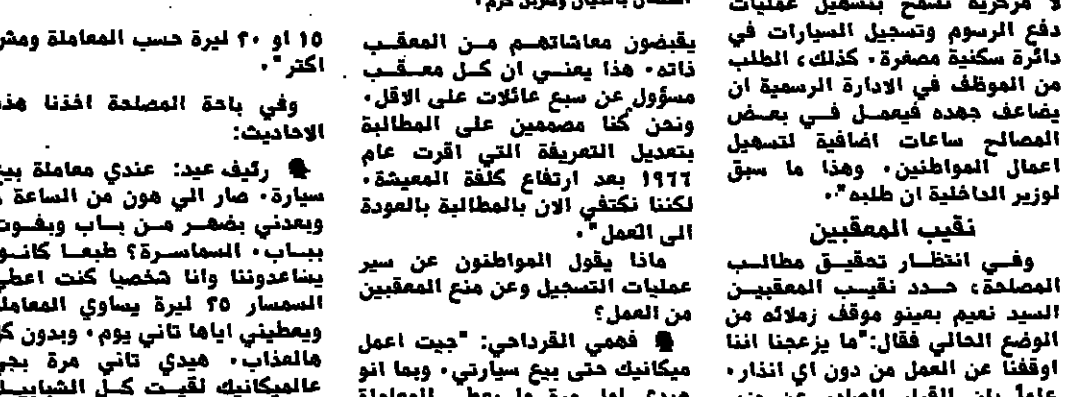 لا مركزية تسمح بتسهيل عمليات
دفع الرسوم وتسجيل السيارات في
دائرة سكنية مصغرة. كذلك، الطلب
من الموظف في الادارة الرسمية ان
يضاعف جهده فيعمل في بعض
المصالح ساعات اضافية لتسهيل
اعمال المواطنين. وهذا ما سبق
لوزير الداخلية ان طلبه".
نقيب المعقبين
وفي انتظار تحقيق مطالب
المصلحة، حدد نقيب المعقبين
السيد نعيم بعينو موقف زملائه من
الوضع الحالي فقال:"ما يزعجنا اننا
اوقفنا عن العمل من دون اي انذار.
يقبضون معاشاتهم من المعقب
ذاته. هذا يعني ان كل معقب
مسؤول عن سبع عائلات على الاقل.
ونحن كنا مصممين على المطالبة
بتعديل التعريفة التي اقرت عام
١٩٦٦ بعد ارتفاع كلفة المعيشة.
لكننا نكتفي الان بالمطالبة بالعودة
الى العمل".
ماذا يقول المواطنون عن سير
عمليات التسجيل وعن منع المعقبين
من العمل؟
فهمي القرداحي: "جيت اعمل
ميكانيك حتى بيع سيارتي. وبما انو
١٥ او ٢٠ ليرة حسب المعاملة ومش
اكتر".
وفي باحة المصلحة اخذنا هذه
الاحاديث:
رئيف عبد: عندي معاملة بيع
سيارة. صار الي هون من الساعة
وبعدني بضهر من باب وبفوت
بباب. السماسرة؟ طبعا كانوا
يساعدوننا وانا شخصيا كنت اعطي
السمسار ٢٥ ليرة يساوي المعاملة
ويعطيني اياها تاني يوم. وبدون كل
هالعذاب. هيدي تاني مرة بجي
عالميكانيك لقيت كل الشبابيك